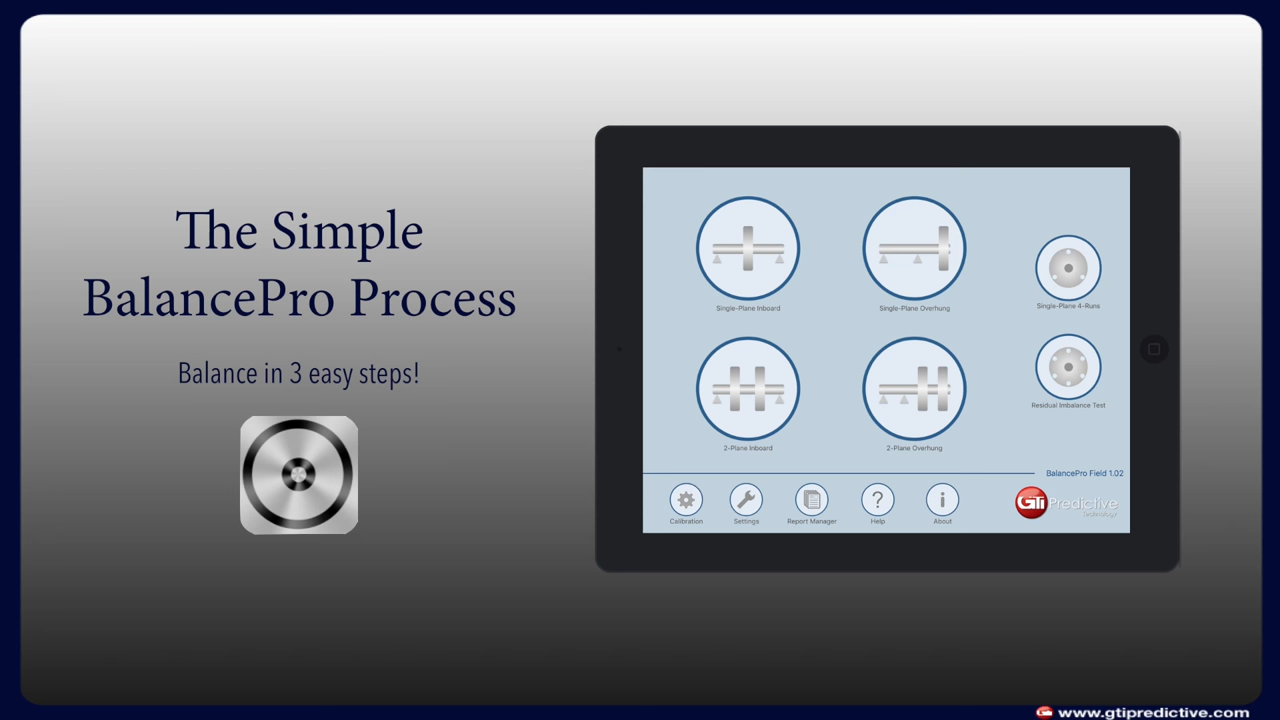 The Simple
BalancePro Process
Balance in 3 easy steps!
Single-Plane Inboard
Single-Plane Overhung
Single-Plane 4-Runs
2-Plane Inboard
2-Plane Overhung
Residual Imbalance Test
BalancePro Field 1.02
Calibration
Settings
Report Manager
? Help
i About
GTi Predictive
Technology
GTi www.gtipredictive.com